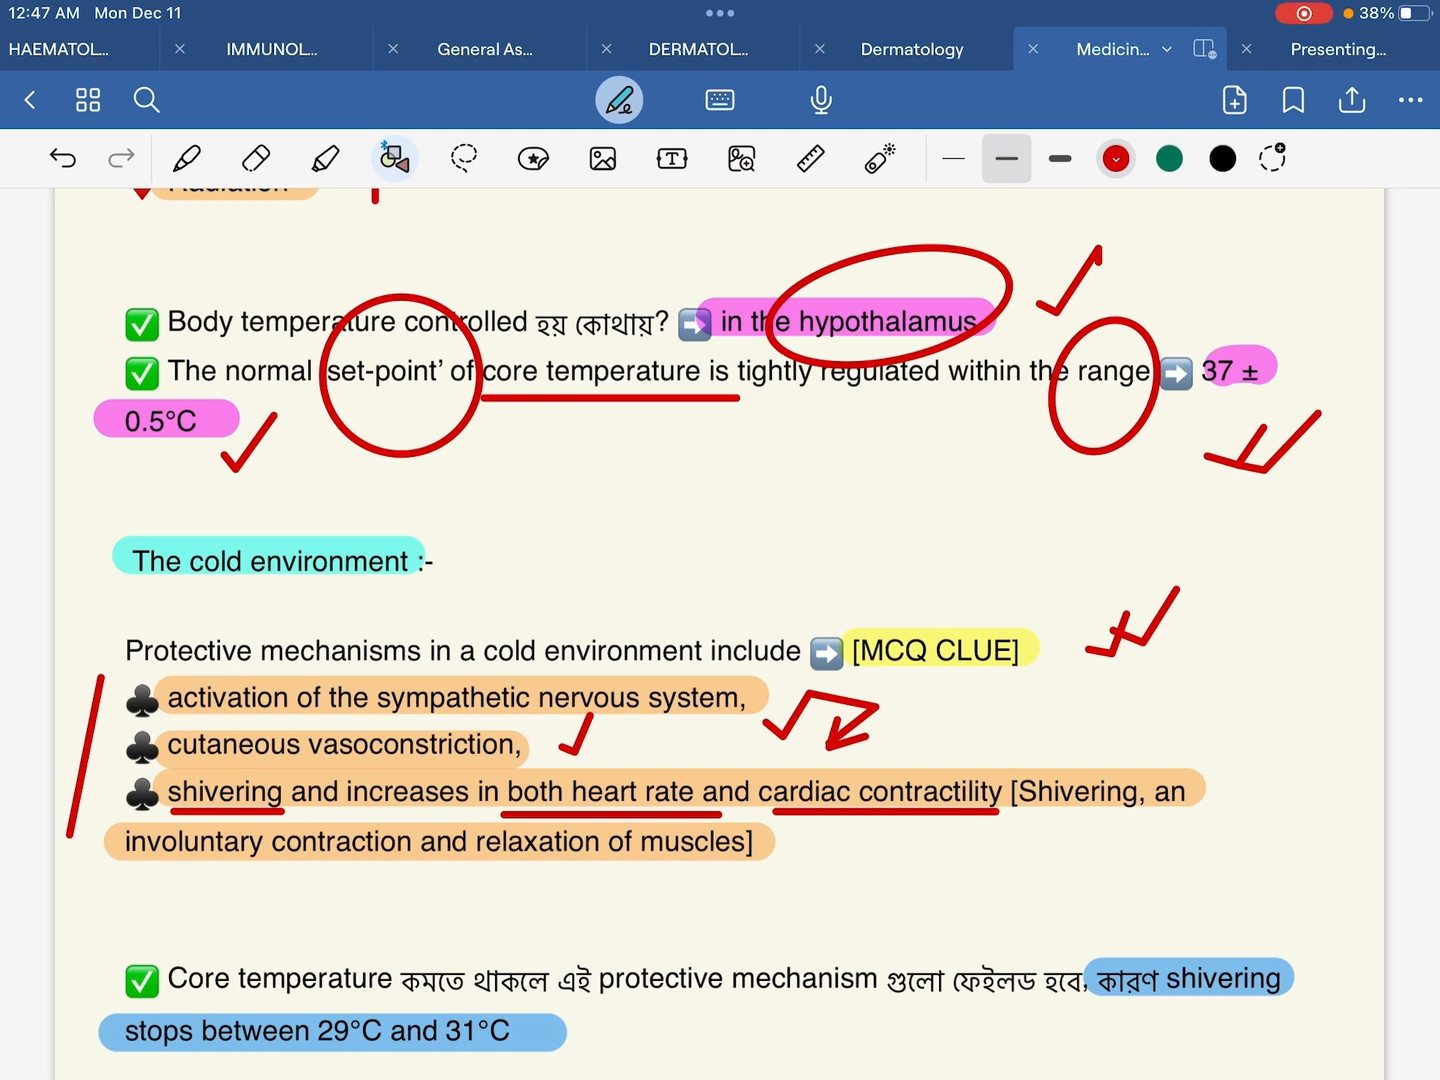 12:47 AM Mon Dec 11 38%
HAEMATOL... IMMUNOL... General As... DERMATOL... Dermatology Medicin... Presenting...
Radiation
Body temperature controlled হয় কোথায়? in the hypothalamus
The normal 'set-point' of core temperature is tightly regulated within the range 37 ±
0.5°C
The cold environment :-
Protective mechanisms in a cold environment include [MCQ CLUE]
activation of the sympathetic nervous system,
cutaneous vasoconstriction,
shivering and increases in both heart rate and cardiac contractility [Shivering, an
involuntary contraction and relaxation of muscles]
Core temperature কমতে থাকলে এই protective mechanism গুলো ফেইলড হবে, কারণ shivering
stops between 29°C and 31°C